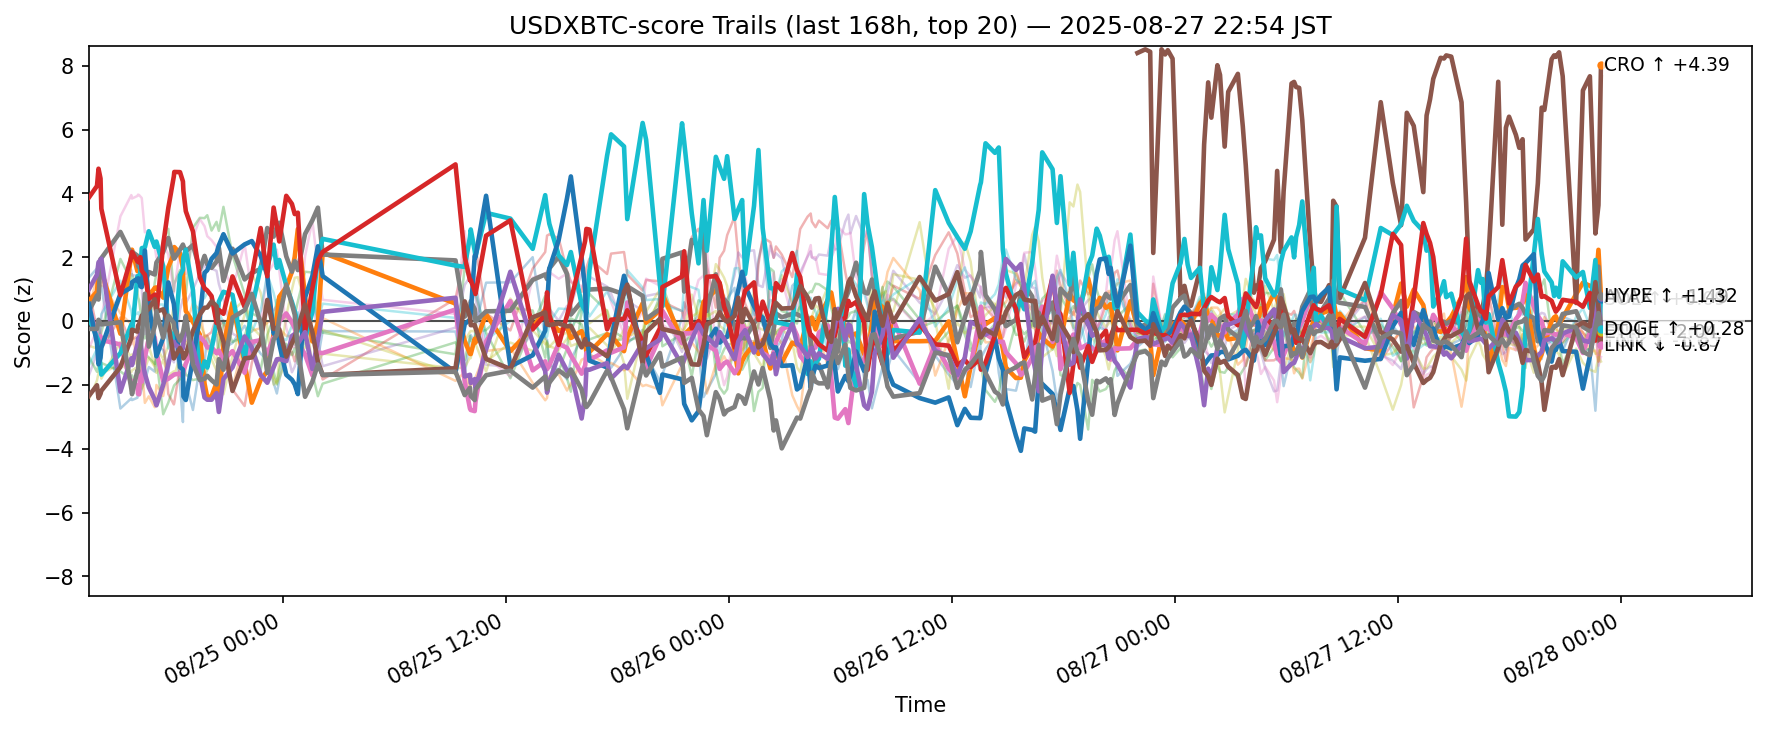 USDXBTC-score Trails (last 168h, top 20) — 2025-08-27 22:54 JST
Score (z)
8
6
4
2
0
−2
−4
−6
−8
CRO ↑ +4.39
HYPE ↑ +1.32
DOGE ↑ +0.28
LINK ↓ -0.87
08/25 00:00
08/25 12:00
08/26 00:00
08/26 12:00
08/27 00:00
08/27 12:00
08/28 00:00
Time